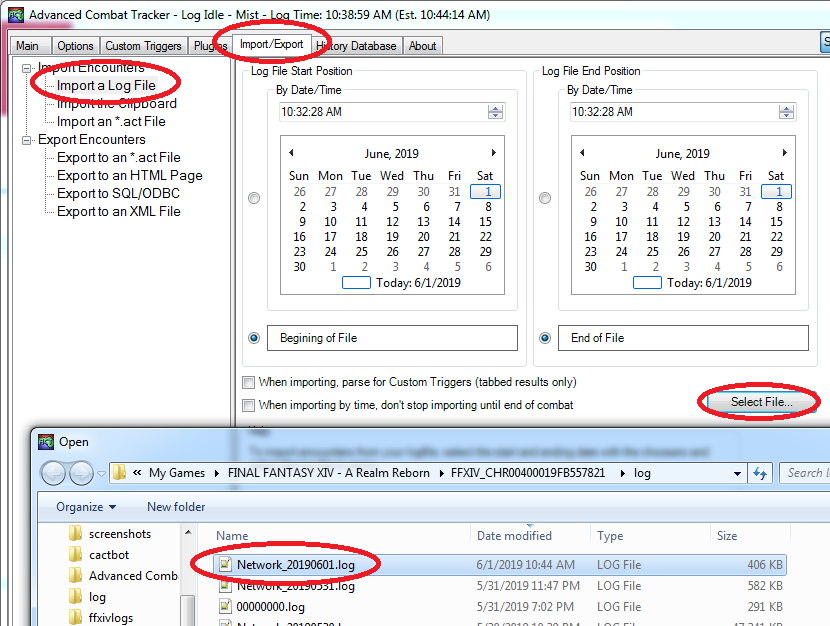 Advanced Combat Tracker - Log Idle - Mist - Log Time: 10:38:59 AM (Est. 10:44:14 AM)
Main Options Custom Triggers Plugins Import/Export History Database About S
Import Encounters
Import a Log File
Import the Clipboard
Import an *.act File
Export Encounters
Export to an *.act File
Export to an HTML Page
Export to SQL/ODBC
Export to an XML File
Log File Start Position
By Date/Time
10:32:28 AM
June, 2019
Sun Mon Tue Wed Thu Fri Sat
26 27 28 29 30 31 1
2 3 4 5 6 7 8
9 10 11 12 13 14 15
16 17 18 19 20 21 22
23 24 25 26 27 28 29
30 1 2 3 4 5 6
Today: 6/1/2019
Begining of File
Log File End Position
By Date/Time
10:32:28 AM
June, 2019
Sun Mon Tue Wed Thu Fri Sat
26 27 28 29 30 31 1
2 3 4 5 6 7 8
9 10 11 12 13 14 15
16 17 18 19 20 21 22
23 24 25 26 27 28 29
30 1 2 3 4 5 6
Today: 6/1/2019
End of File
When importing, parse for Custom Triggers (tabbed results only)
When importing by time, don't stop importing until end of combat
Select File...
Open
« My Games FINAL FANTASY XIV - A Realm Reborn FFXIV_CHR00400019FB557821 log
Search
Organize New folder
screenshots
cactbot
Advanced Comba
log
ffxivlogs
Name Date modified Type Size
Network_20190601.log 6/1/2019 10:44 AM LOG File 406 KB
Network_20190531.log 5/31/2019 11:47 PM LOG File 582 KB
00000000.log 5/31/2019 7:02 PM LOG File 291 KB